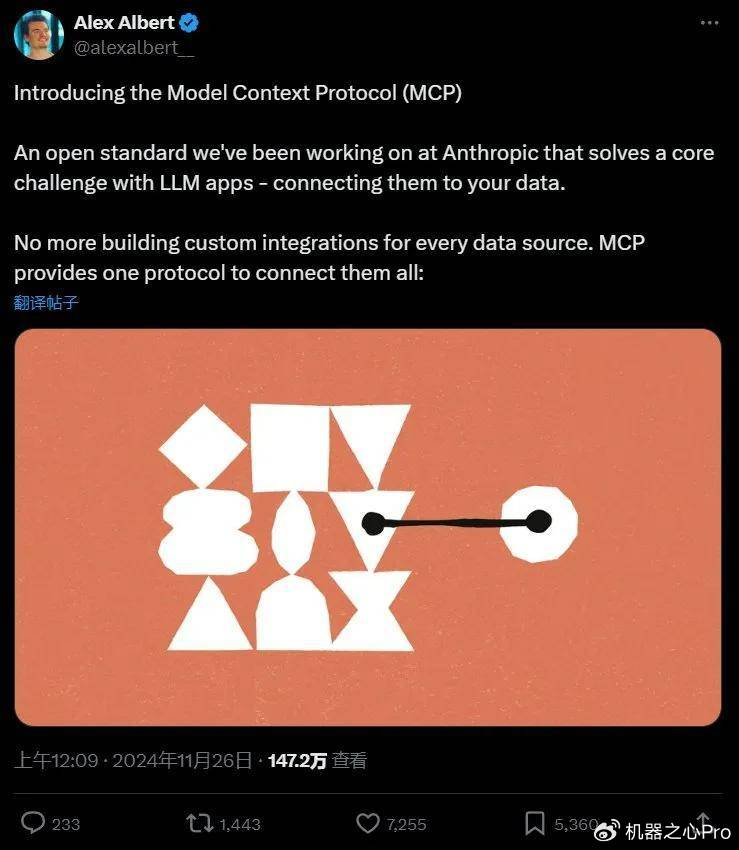 Alex Albert
@alexalbert__
Introducing the Model Context Protocol (MCP)
An open standard we've been working on at Anthropic that solves a core
challenge with LLM apps - connecting them to your data.
No more building custom integrations for every data source. MCP
provides one protocol to connect them all:
翻译帖子
上午12:09 · 2024年11月26日 · 147.2万 查看
233 1,443 7,255 5,360
机器之心Pro